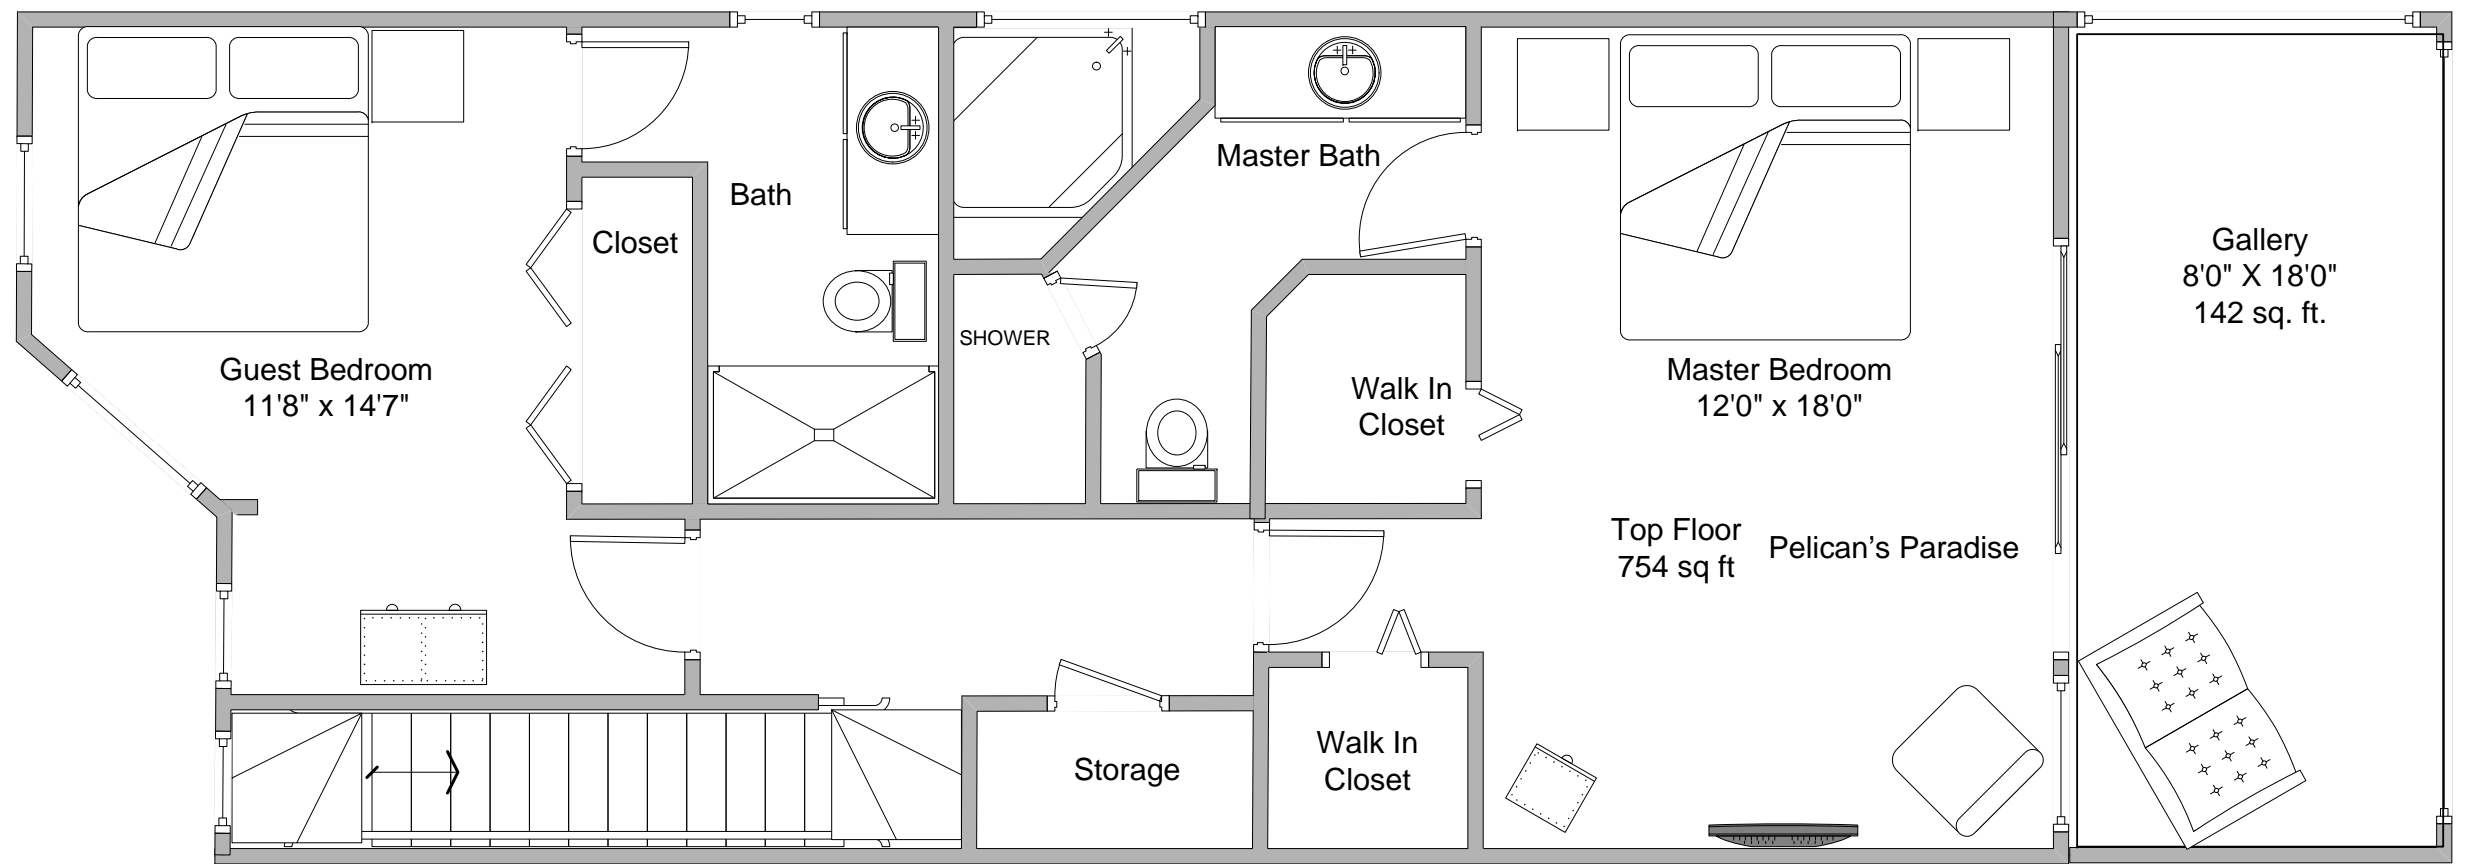 Guest Bedroom
11'8" x 14'7"
Closet
Bath
SHOWER
Master Bath
Walk In
Closet
Master Bedroom
12'0" x 18'0"
Top Floor
754 sq ft
Pelican’s Paradise
Gallery
8'0" X 18'0"
142 sq. ft.
Storage
Walk In
Closet